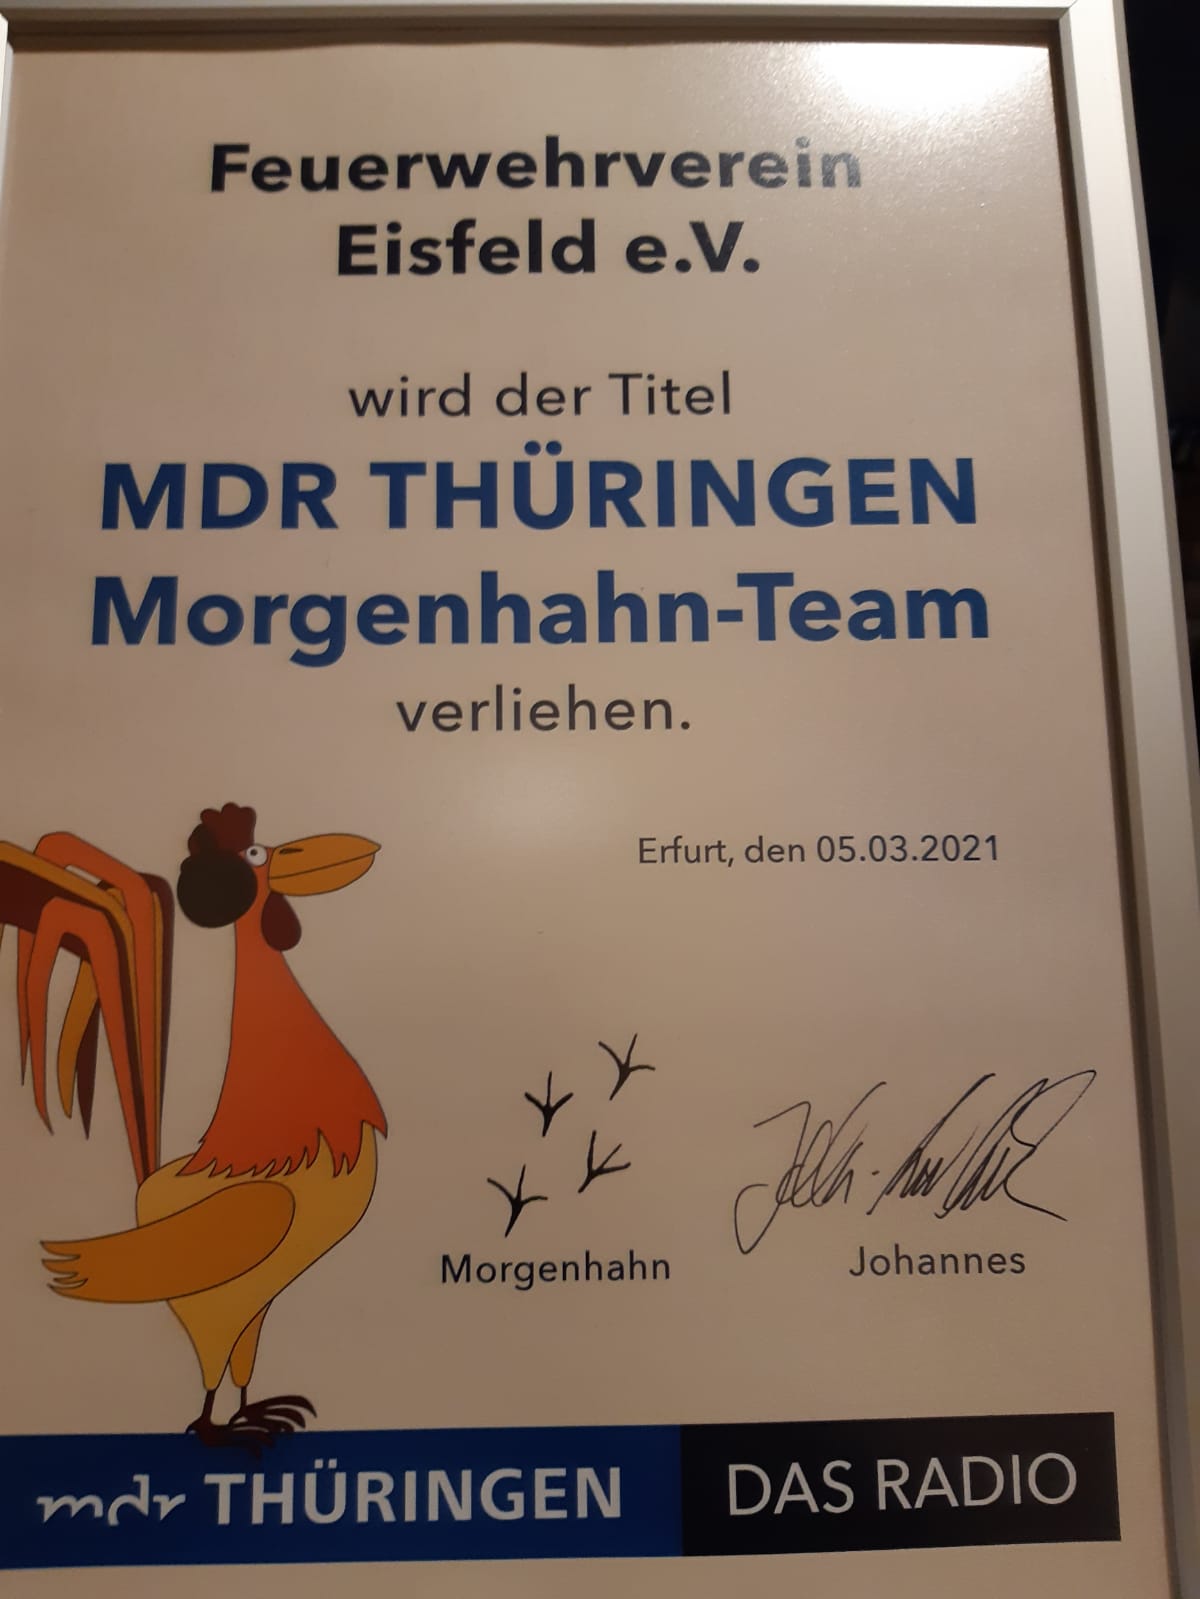 Feuerwehrverein
Eisfeld e.V.
wird der Titel
MDR THÜRINGEN
Morgenhahn-Team
verliehen.
Erfurt, den 05.03.2021
Morgenhahn
Johannes
mdr THÜRINGEN DAS RADIO